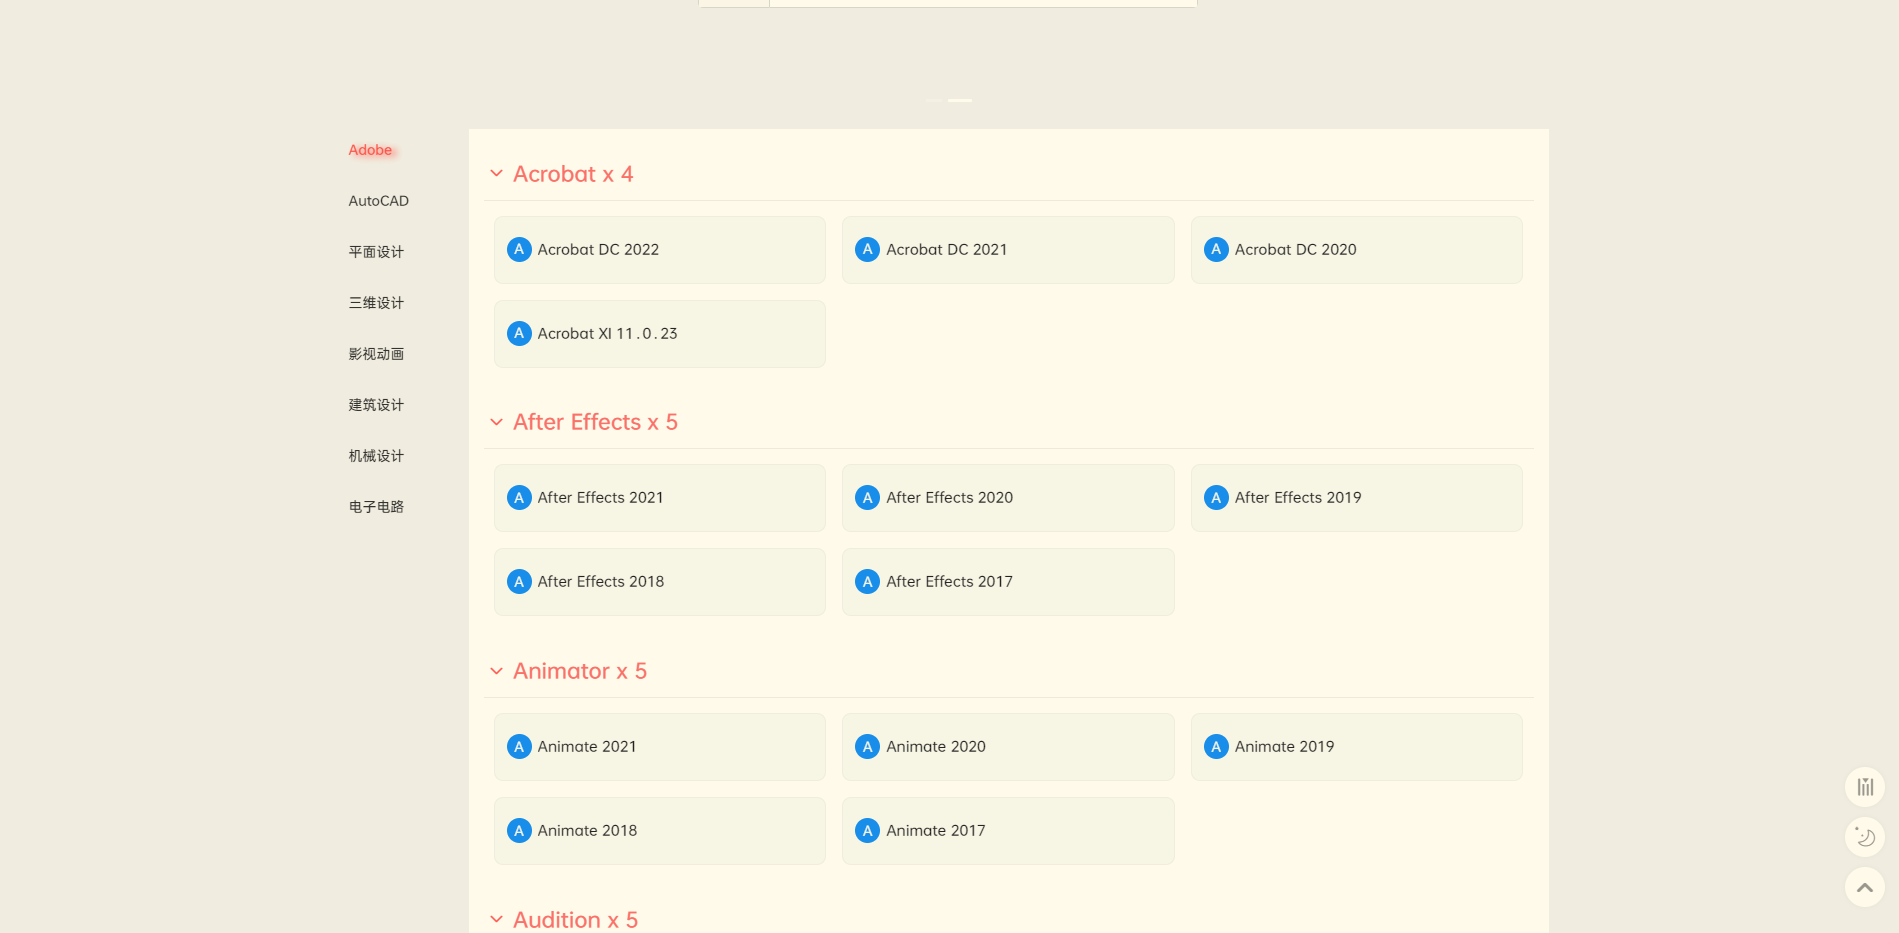 Adobe
AutoCAD
平面设计
三维设计
影视动画
建筑设计
机械设计
电子电路
Acrobat x 4
A Acrobat DC 2022
A Acrobat DC 2021
A Acrobat DC 2020
A Acrobat XI 11.0.23
After Effects x 5
A After Effects 2021
A After Effects 2020
A After Effects 2019
A After Effects 2018
A After Effects 2017
Animator x 5
A Animate 2021
A Animate 2020
A Animate 2019
A Animate 2018
A Animate 2017
Audition x 5